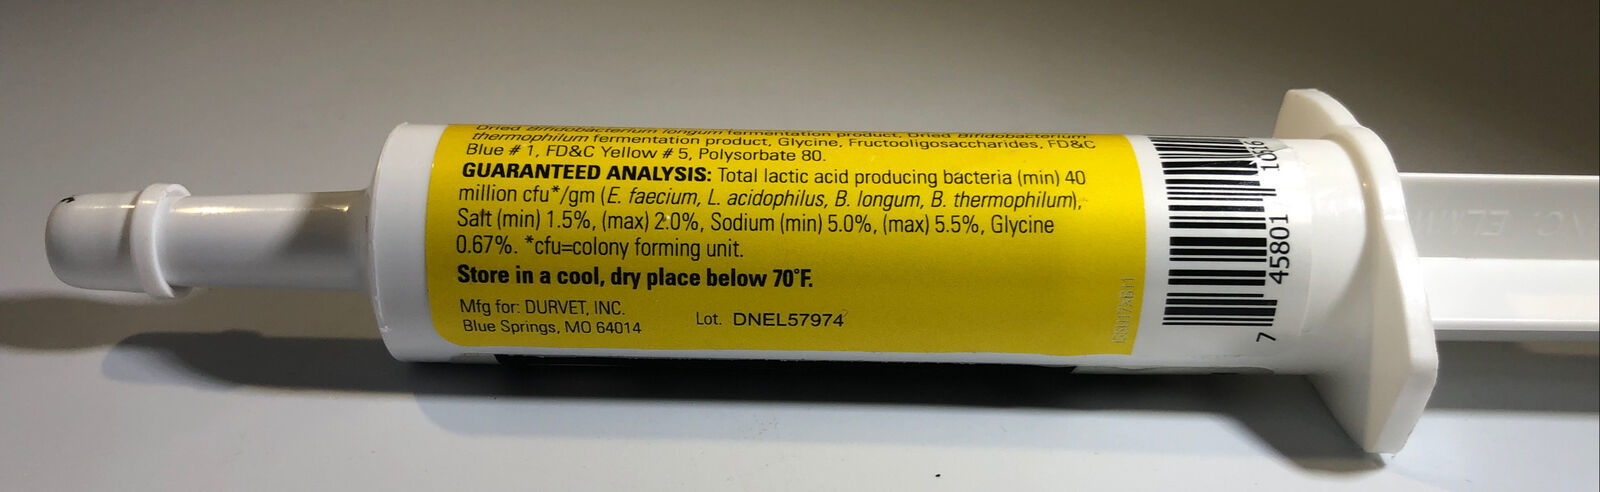 Dried Bifidobacterium longum fermentation product, Dried Bifidobacterium
thermophilum fermentation product, Glycine, Fructooligosaccharides, FD&C
Blue # 1, FD&C Yellow # 5, Polysorbate 80.
GUARANTEED ANALYSIS: Total lactic acid producing bacteria (min) 40
million cfu*/gm (E. faecium, L. acidophilus, B. longum, B. thermophilum),
Salt (min) 1.5%, (max) 2.0%, Sodium (min) 5.0%, (max) 5.5%, Glycine
0.67%. *cfu=colony forming unit.
Store in a cool, dry place below 70°F.
Mfg for: DURVET, INC.
Blue Springs, MO 64014
Lot. DNEL57974
7 45801